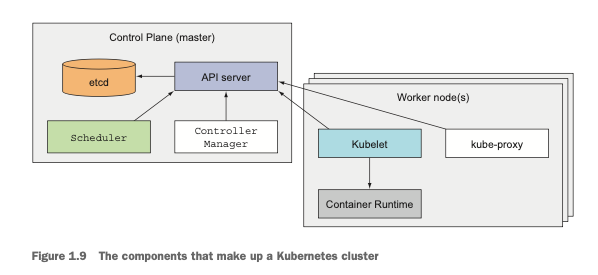 Control Plane (master)
etcd
API server
Scheduler
Controller
Manager
Worker node(s)
Kubelet
kube-proxy
Container Runtime
Figure 1.9 The components that make up a Kubernetes cluster